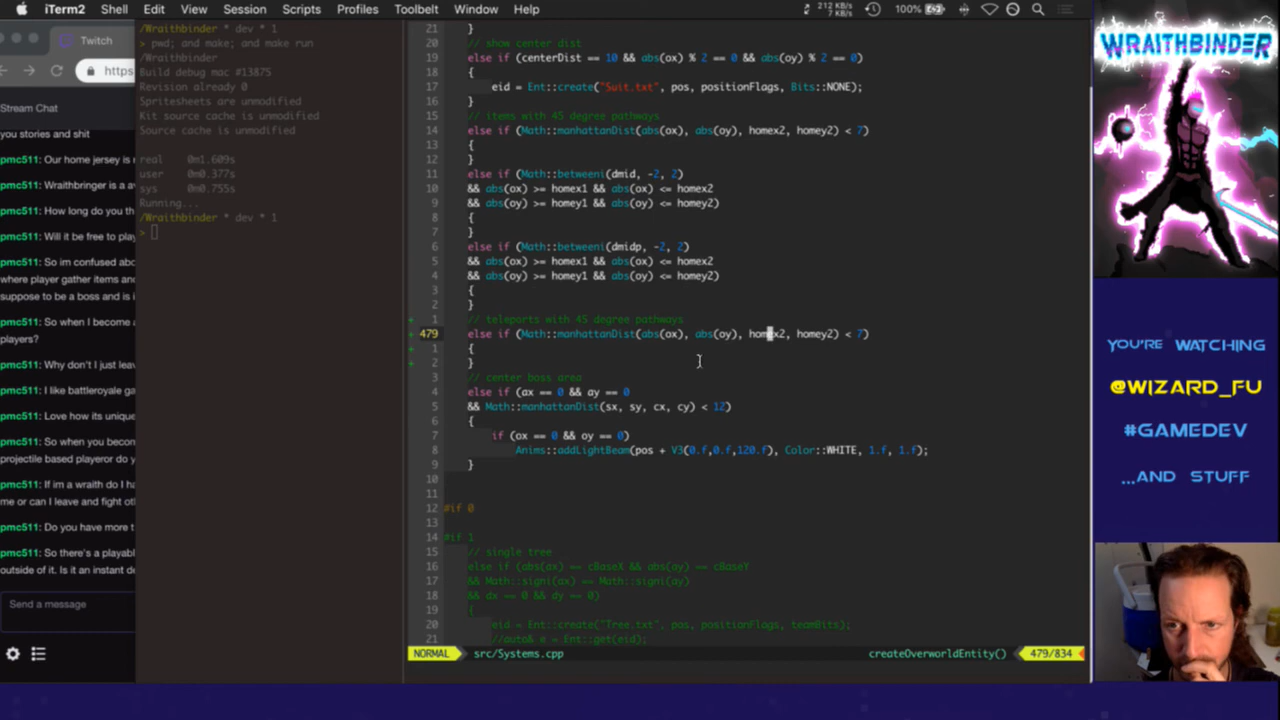 iTerm2 Shell Edit View Session Scripts Profiles Toolbelt Window Help
212 KB/s
7 KB/s
100%
Twitch
https
Stream Chat
you stories and shit
pmc511: Our home jersey is
pmc511: Wraithbringer is a a
pmc511: How long do you th
pmc511: Will it be free to play
pmc511: So im confused abo
where player gather items an
suppose to be a boss and is i
pmc511: So when I become
players?
pmc511: Why don't I just leav
pmc511: I like battleroyale ga
pmc511: Love how its unique
pmc511: So when you becon
projectile based playeror do y
pmc511: If im a wraith do I ha
me or can I leave and fight ot
pmc511: Do you have more t
pmc511: So there's a playabl
outside of it. Is it an instant de
Send a message
/Wraithbinder * dev * 1
> pwd; and make; and make run
/Wraithbinder
Build debug mac #13875
Revision already 0
Spritesheets are unmodified
Kit source cache is unmodified
Source cache is unmodified
real 0m1.609s
user 0m0.377s
sys 0m0.755s
Running...
/Wraithbinder * dev * 1
>
21 }
20 // show center dist
19 else if (centerDist == 10 && abs(ox) % 2 == 0 && abs(oy) % 2 == 0)
18 {
17 eid = Ent::create("Suit.txt", pos, positionFlags, Bits::NONE);
16 }
15 // items with 45 degree pathways
14 else if (Math::manhattanDist(abs(ox), abs(oy), homex2, homey2) < 7)
13 {
12 }
11 else if (Math::betweeni(dmid, -2, 2)
10 && abs(ox) >= homex1 && abs(ox) <= homex2
9 && abs(oy) >= homey1 && abs(oy) <= homey2)
8 {
7 }
6 else if (Math::betweeni(dmidp, -2, 2)
5 && abs(ox) >= homex1 && abs(ox) <= homex2
4 && abs(oy) >= homey1 && abs(oy) <= homey2)
3 {
2 }
+ 1 // teleports with 45 degree pathways
+ 479 else if (Math::manhattanDist(abs(ox), abs(oy), homex2, homey2) < 7)
+ 1 {
+ 2 }
3 // center boss area
4 else if (ax == 0 && ay == 0
5 && Math::manhattanDist(sx, sy, cx, cy) < 12)
6 {
7 if (ox == 0 && oy == 0)
8 Anims::addLightBeam(pos + V3(0.f,0.f,120.f), Color::WHITE, 1.f, 1.f);
9 }
10
11
12 #if 0
13
14 #if 1
15 // single tree
16 else if (abs(ax) == cBaseX && abs(ay) == cBaseY
17 && Math::signi(ax) == Math::signi(ay)
18 && dx == 0 && dy == 0)
19 {
20 eid = Ent::create("Tree.txt", pos, positionFlags, teamBits);
21 //auto& e = Ent::get(eid);
NORMAL src/Systems.cpp createOverworldEntity() 479/834
WRAITHBINDER
YOU'RE WATCHING
@WIZARD_FU
#GAMEDEV
...AND STUFF